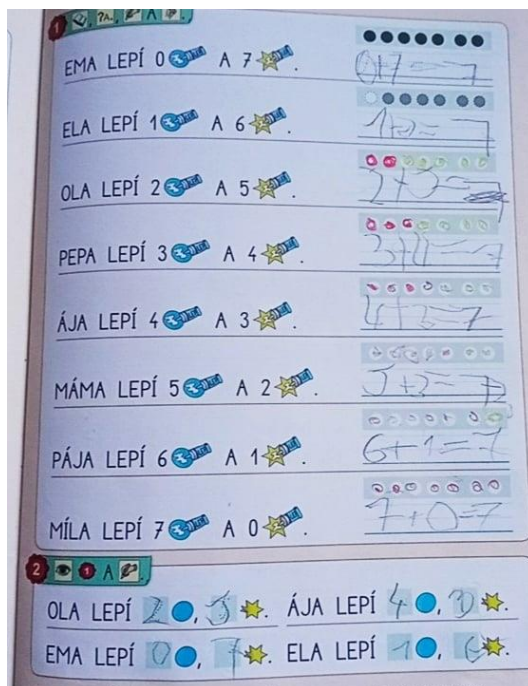 1 ?A. , A .
EMA LEPÍ 0 A 7 . 0+7=7
ELA LEPÍ 1 A 6 . 1+ = 7
OLA LEPÍ 2 A 5 . 2+ =
PEPA LEPÍ 3 A 4 . 3+4=7
ÁJA LEPÍ 4 A 3 . 4+3=7
MÁMA LEPÍ 5 A 2 . 5+2=7
PÁJA LEPÍ 6 A 1 . 6+1=7
MÍLA LEPÍ 7 A 0 . 7+0=7
2 1 A .
OLA LEPÍ 2 , 5 . ÁJA LEPÍ 4 , 3 .
EMA LEPÍ 0 , 7 . ELA LEPÍ 1 , 6 .